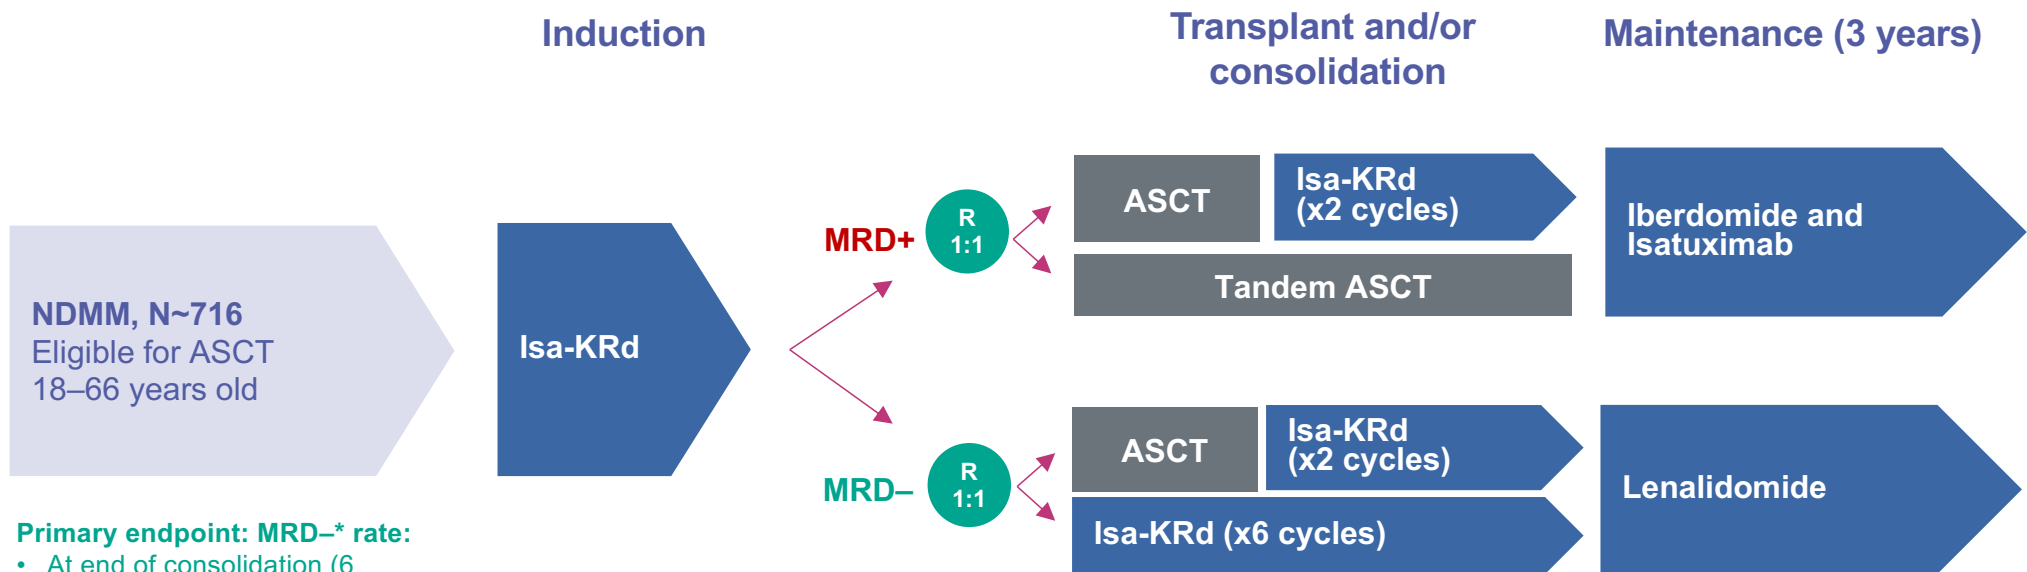 Induction
Transplant and/or
consolidation
Maintenance (3 years)
NDMM, N~716
Eligible for ASCT
18–66 years old
Isa-KRd
MRD+
R
1:1
ASCT
Isa-KRd
(x2 cycles)
Tandem ASCT
Iberdomide and
Isatuximab
MRD–
R
1:1
ASCT
Isa-KRd
(x2 cycles)
Isa-KRd (x6 cycles)
Lenalidomide
Primary endpoint: MRD–* rate:
• At end of consolidation (6